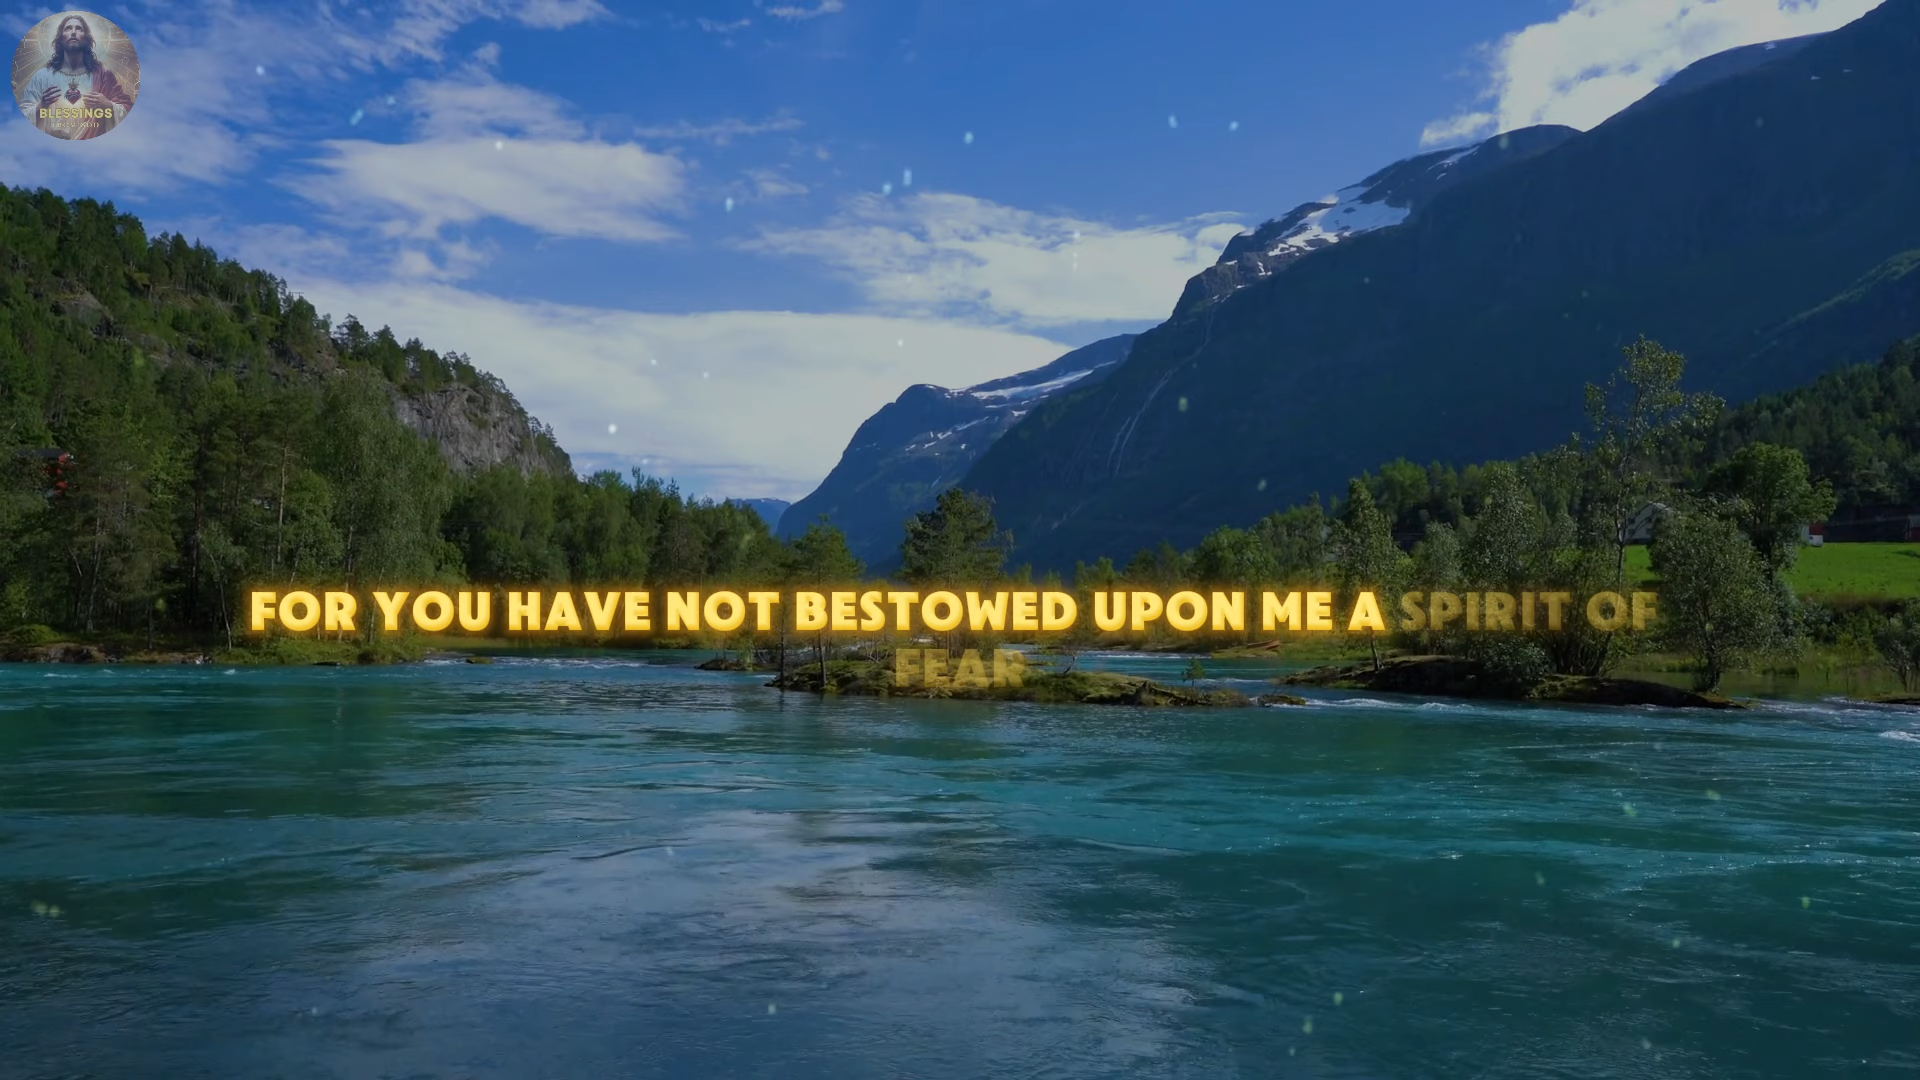 BLESSINGS
FOR YOU HAVE NOT BESTOWED UPON ME A SPIRIT OF
FEAR